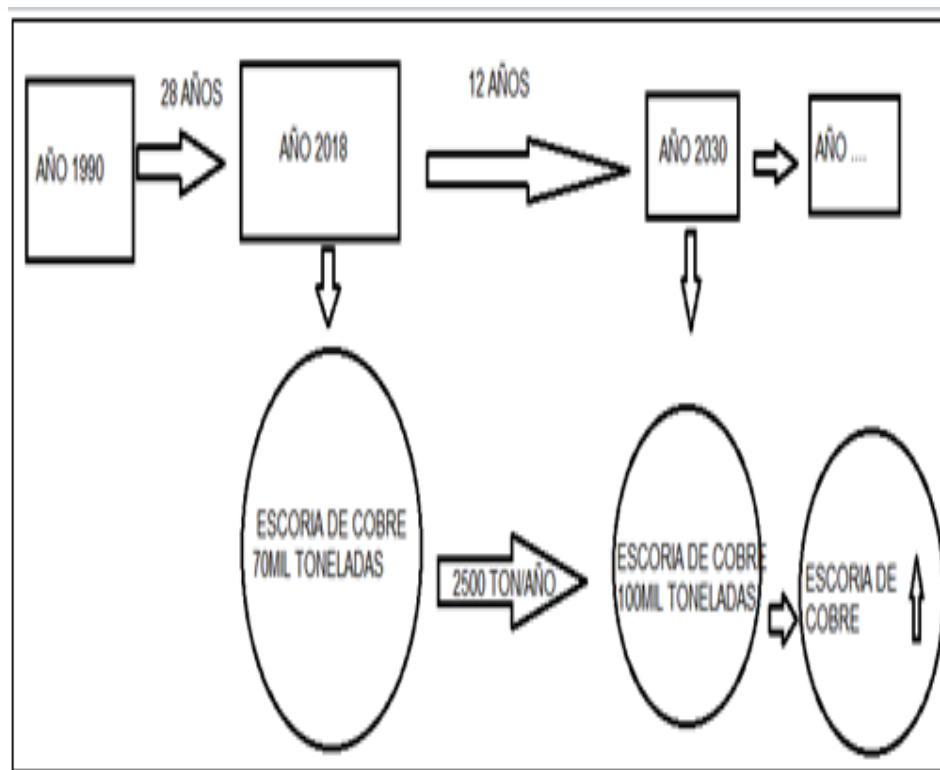 28 AÑOS
12 AÑOS
AÑO 1990
AÑO 2018
AÑO 2030
AÑO ....
ESCORIA DE COBRE
70MIL TONELADAS
2500 TON/AÑO
ESCORIA DE COBRE
100MIL TONELADAS
ESCORIA DE
COBRE